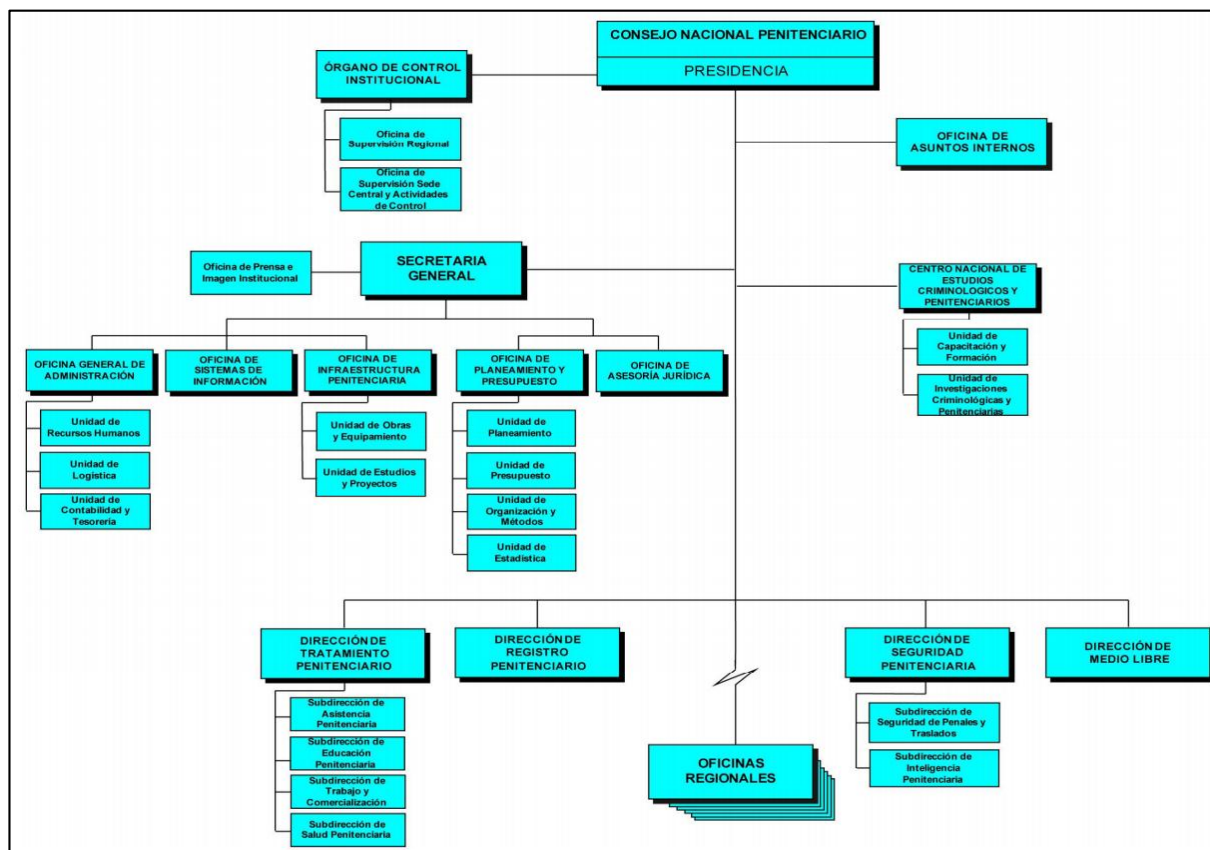 CONSEJO NACIONAL PENITENCIARIO
PRESIDENCIA
ÓRGANO DE CONTROL
INSTITUCIONAL
Oficina de
Supervisión Regional
Oficina de
Supervisión Sede
Central y Actividades
de Control
OFICINA DE
ASUNTOS INTERNOS
Oficina de Prensa e
Imagen Institucional
SECRETARIA
GENERAL
CENTRO NACIONAL DE
ESTUDIOS
CRIMINOLOGICOS Y
PENITENCIARIOS
Unidad de
Capacitación y
Formación
Unidad de
Investigaciones
Criminológicas y
Penitenciarias
OFICINA GENERAL DE
ADMINISTRACIÓN
Unidad de
Recursos Humanos
Unidad de
Logística
Unidad de
Contabilidad y
Tesorería
OFICINA DE
SISTEMAS DE
INFORMACIÓN
OFICINA DE
INFRAESTRUCTURA
PENITENCIARIA
Unidad de Obras
y Equipamiento
Unidad de Estudios
y Proyectos
OFICINA DE
PLANEAMIENTO Y
PRESUPUESTO
Unidad de
Planeamiento
Unidad de
Presupuesto
Unidad de
Organización y
Métodos
Unidad de
Estadística
OFICINA DE
ASESORÍA JURÍDICA
DIRECCIÓN DE
TRATAMIENTO
PENITENCIARIO
Subdirección de
Asistencia
Penitenciaria
Subdirección de
Educación
Penitenciaria
Subdirección de
Trabajo y
Comercialización
Subdirección de
Salud Penitenciaria
DIRECCIÓN DE
REGISTRO
PENITENCIARIO
OFICINAS
REGIONALES
DIRECCIÓN DE
SEGURIDAD
PENITENCIARIA
Subdirección de
Seguridad de Penales y
Traslados
Subdirección de
Inteligencia
Penitenciaria
DIRECCIÓN DE
MEDIO LIBRE